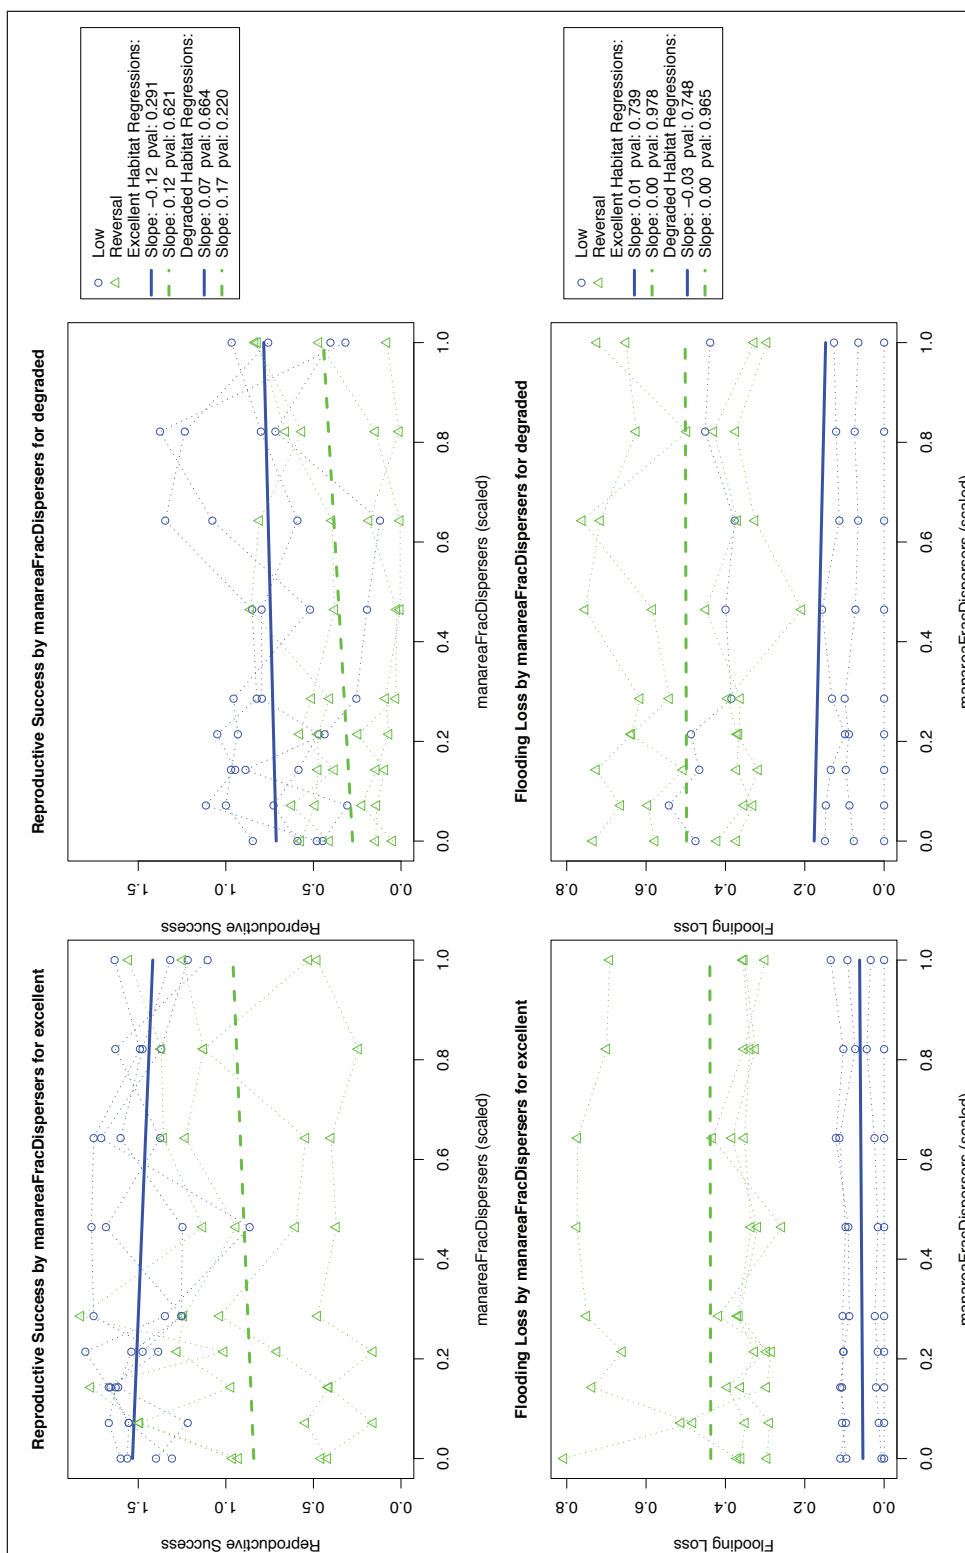 Reproductive Success by manareaFracDispersers for excellent
Reproductive Success
1.5
1.0
0.5
0.0
0.0 0.2 0.4 0.6 0.8 1.0
manareaFracDispersers (scaled)
Reproductive Success by manareaFracDispersers for degraded
Reproductive Success
1.5
1.0
0.5
0.0
0.0 0.2 0.4 0.6 0.8 1.0
manareaFracDispersers (scaled)
Low
Reversal
Excellent Habitat Regressions:
Slope: −0.12 pval: 0.291
Slope: 0.12 pval: 0.621
Degraded Habitat Regressions:
Slope: 0.07 pval: 0.664
Slope: 0.17 pval: 0.220
Flooding Loss by manareaFracDispersers for excellent
Flooding Loss
0.8
0.6
0.4
0.2
0.0
0.0 0.2 0.4 0.6 0.8 1.0
manareaFracDispersers (scaled)
Flooding Loss by manareaFracDispersers for degraded
Flooding Loss
0.8
0.6
0.4
0.2
0.0
0.0 0.2 0.4 0.6 0.8 1.0
manareaFracDispersers (scaled)
Low
Reversal
Excellent Habitat Regressions:
Slope: 0.01 pval: 0.739
Slope: 0.00 pval: 0.978
Degraded Habitat Regressions:
Slope: −0.03 pval: 0.748
Slope: 0.00 pval: 0.965